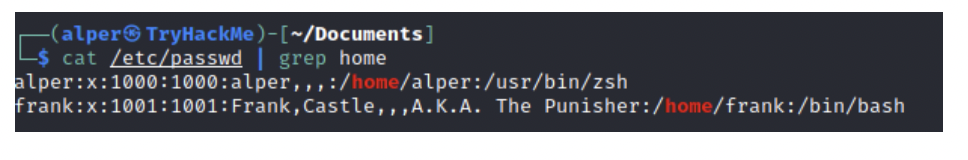 ┌──(alper㉿TryHackMe)-[~/Documents]
└─$ cat /etc/passwd | grep home
alper:x:1000:1000:alper,,,:/home/alper:/usr/bin/zsh
frank:x:1001:1001:Frank,Castle,,,A.K.A. The Punisher:/home/frank:/bin/bash